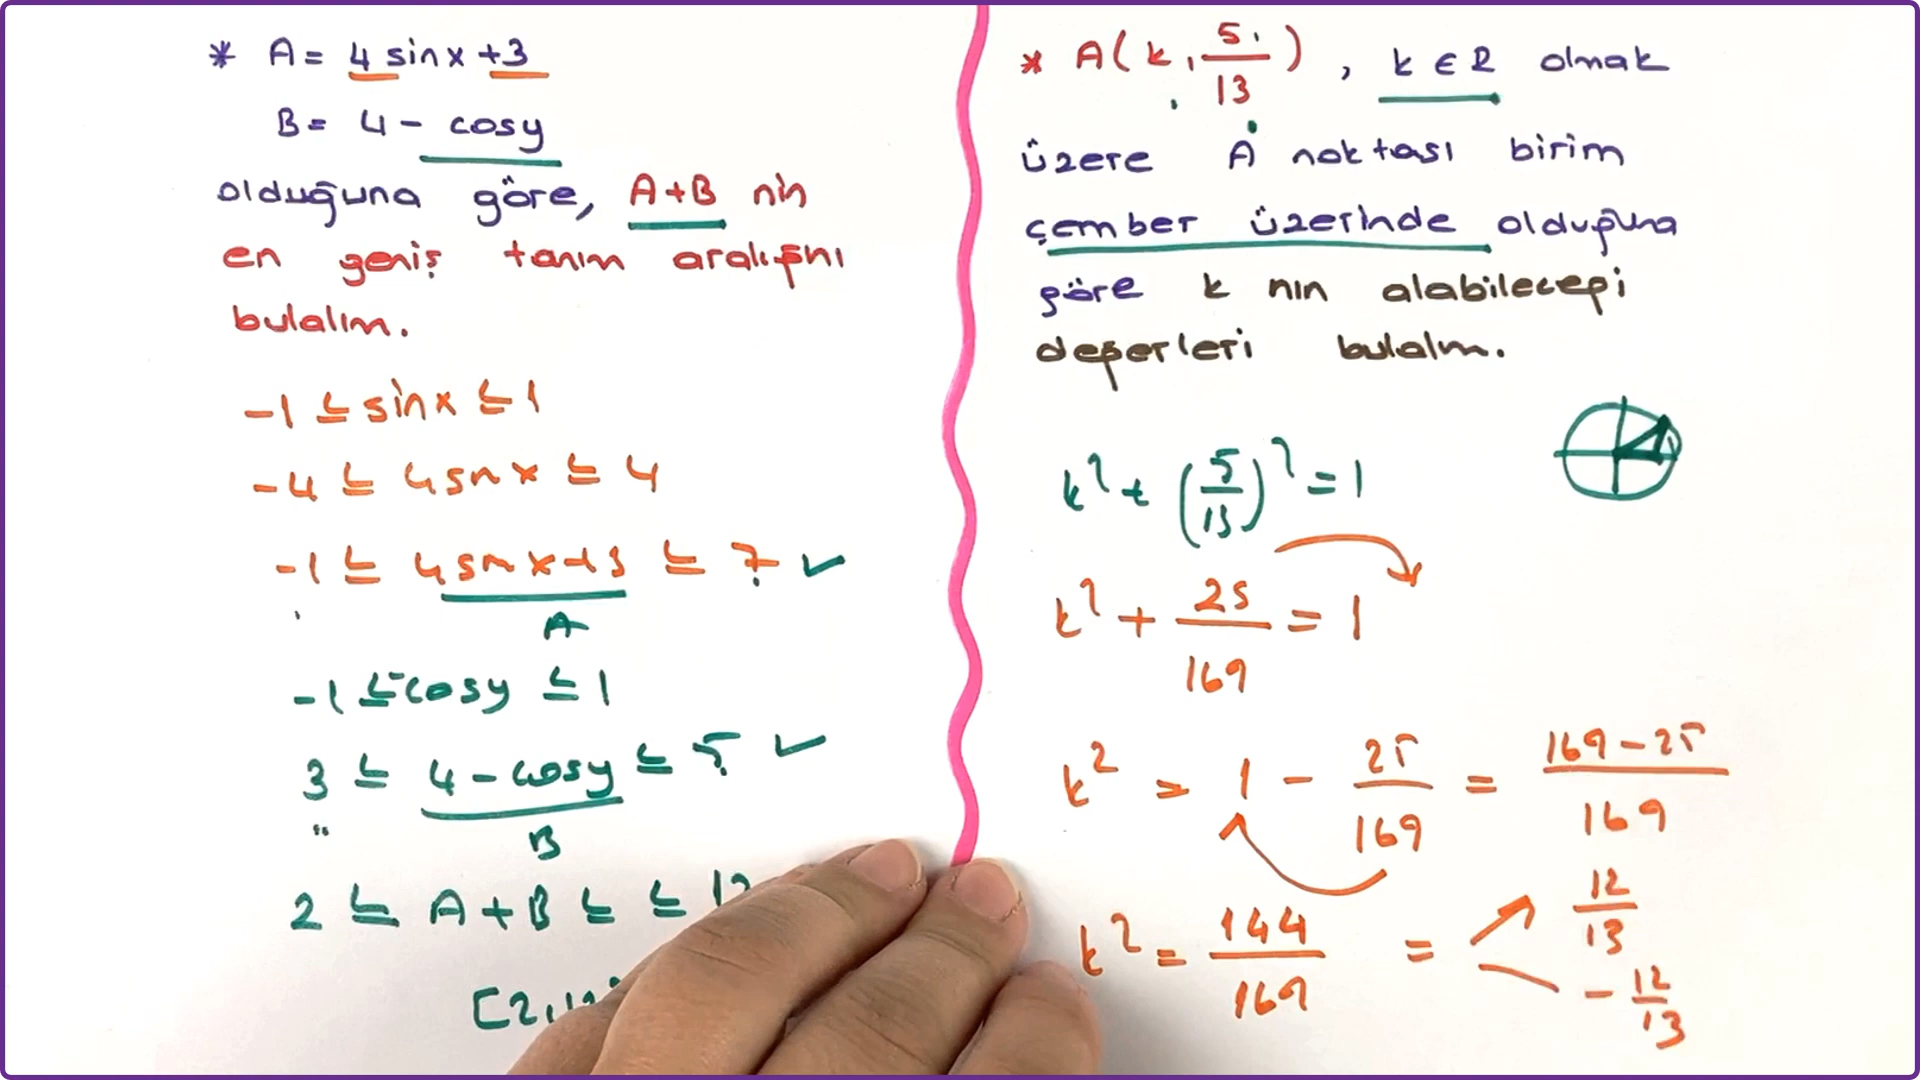 * A = 4 sinx + 3
B = 4 - cosy
olduğuna göre, A+B nin
en geniş tanım aralığını
bulalım.
-1 ≤ sinx ≤ 1
-4 ≤ 4sinx ≤ 4
-1 ≤ 4sinx+3 ≤ 7 ✓
A
-1 ≤ -cosy ≤ 1
3 ≤ 4 - cosy ≤ 5 ✓
B
2 ≤ A+B ≤ ≤ 12
[2,
* A(k, 5/13), k ∈ R olmak
üzere A noktası birim
çember üzerinde olduğuna
göre k nın alabileceği
değerleri bulalım.
k² + (5/13)² = 1
k² + 25/169 = 1
k² = 1 - 25/169 = 169-25/169
k² = 144/169 = 12/13
-12/13